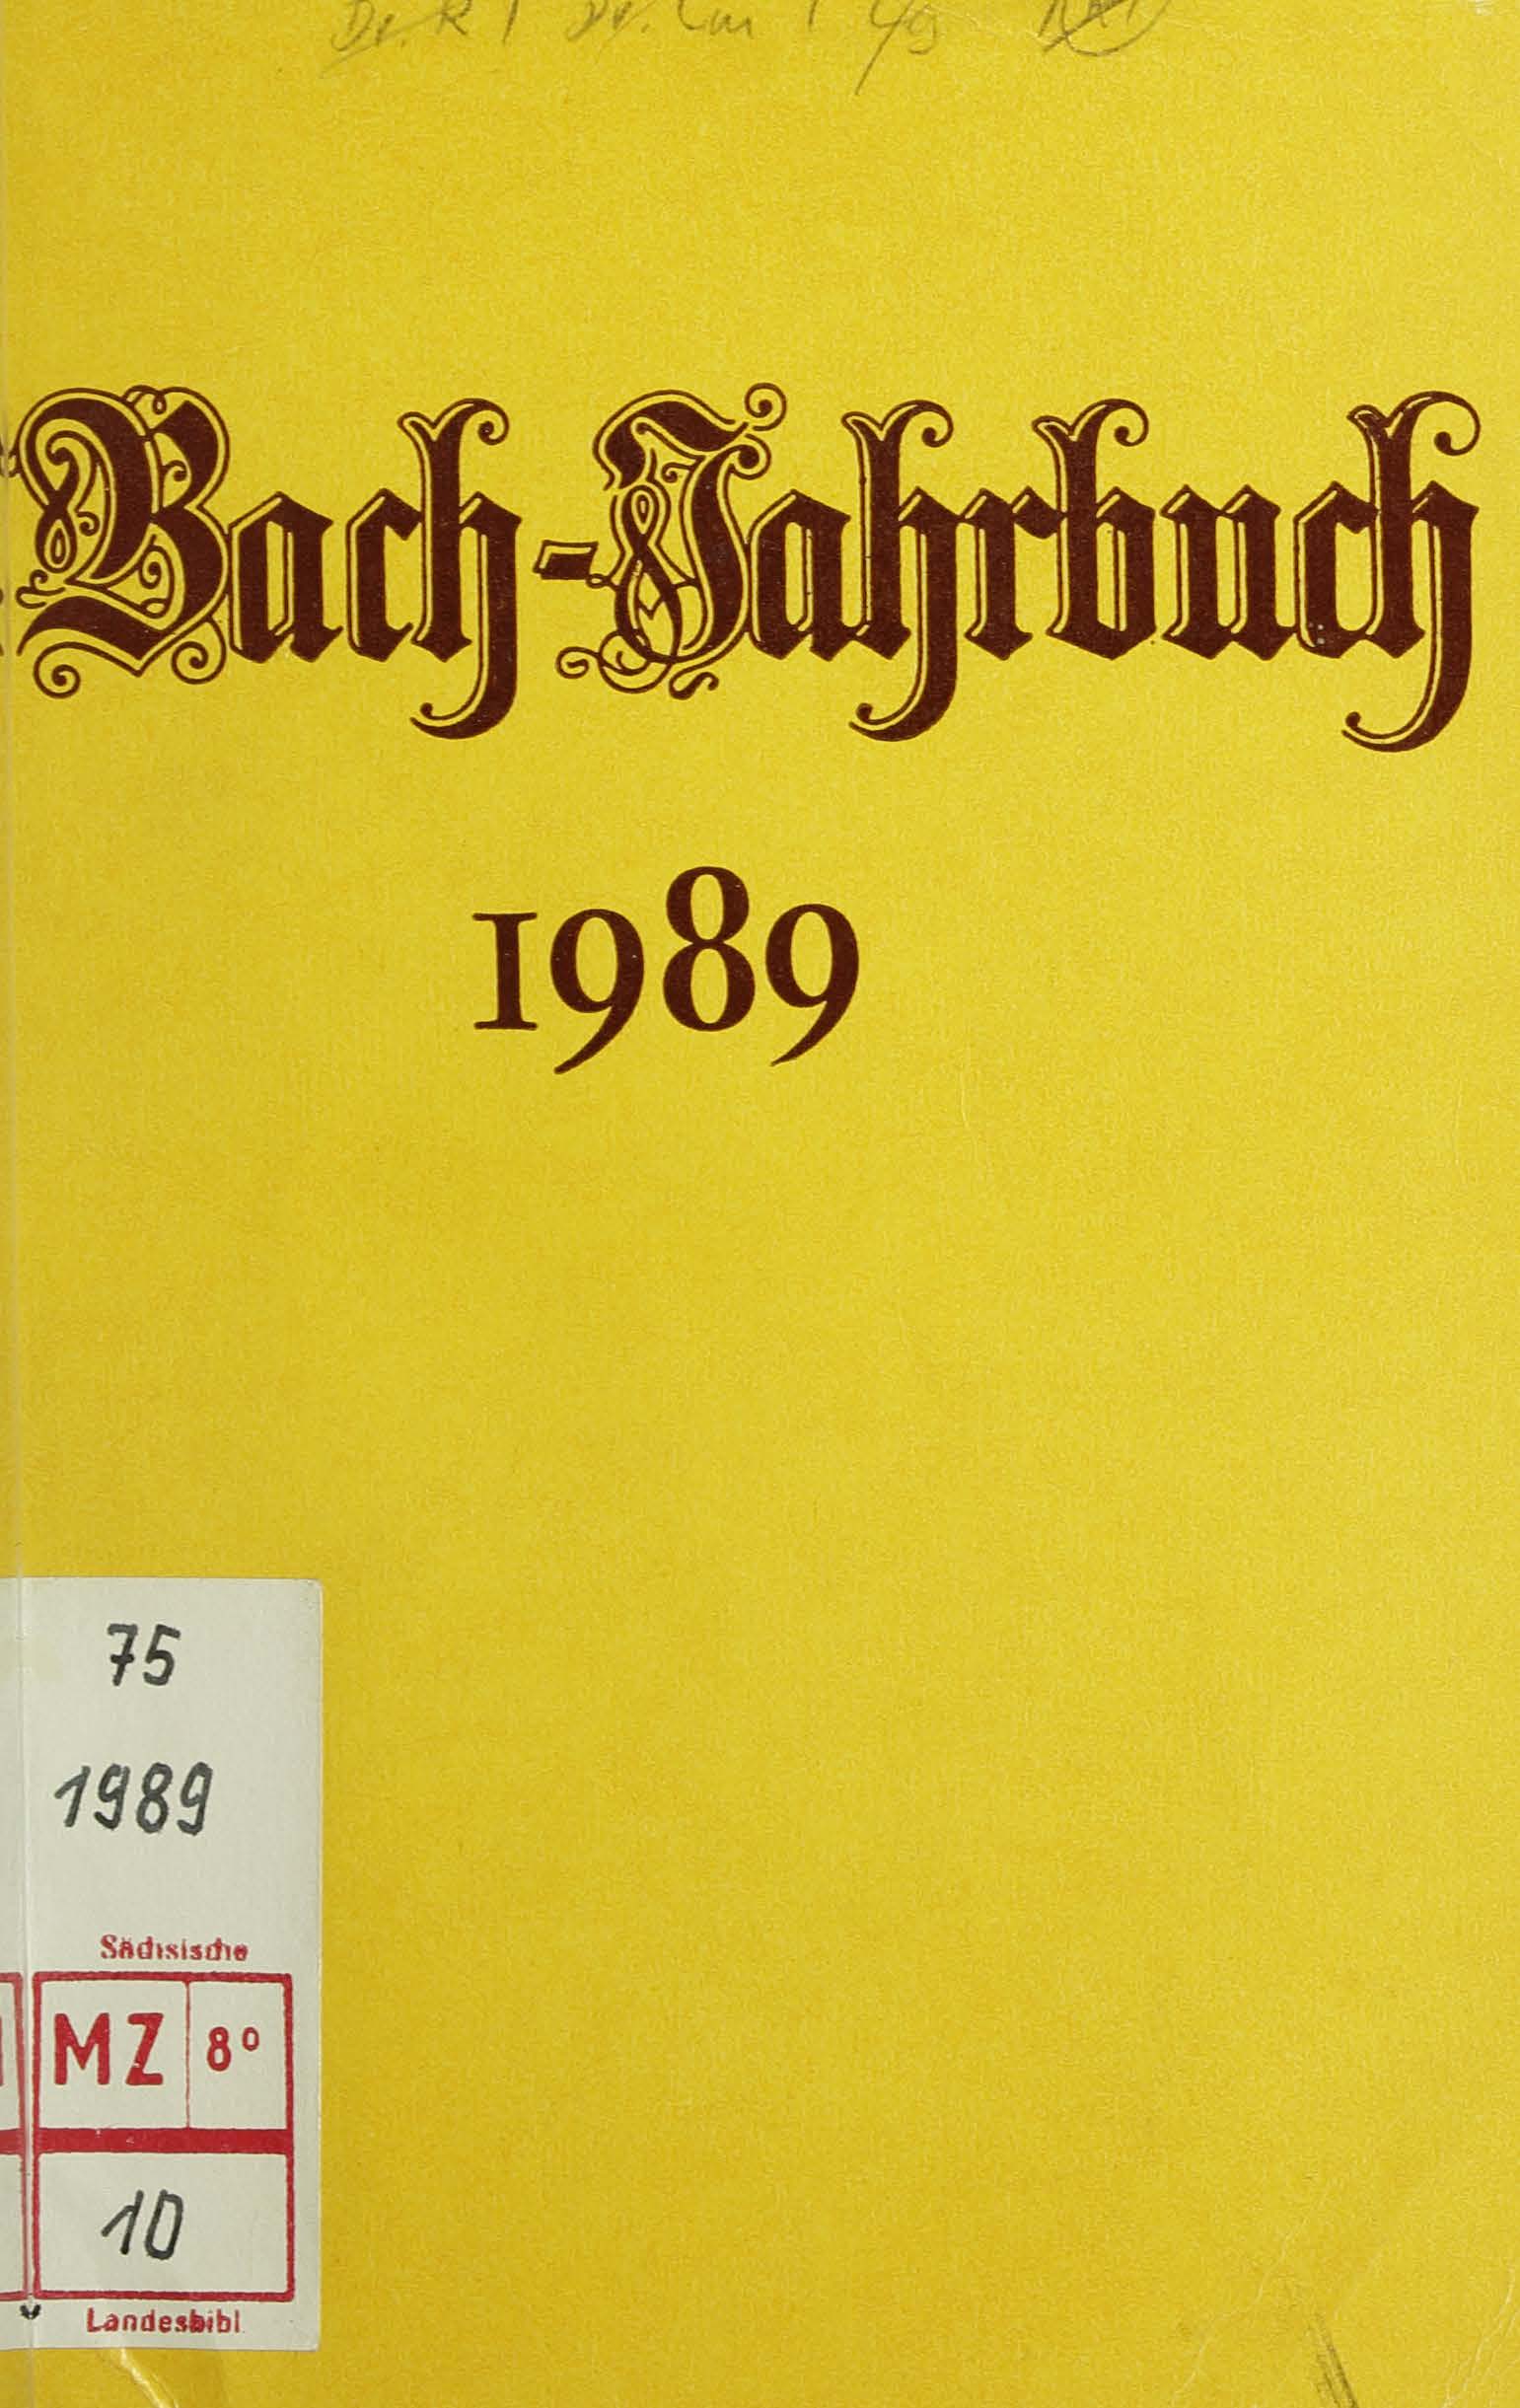 Bach-Jahrbuch
1989
75
1989
Sächsische
MZ 8°
10
Landesbibl.